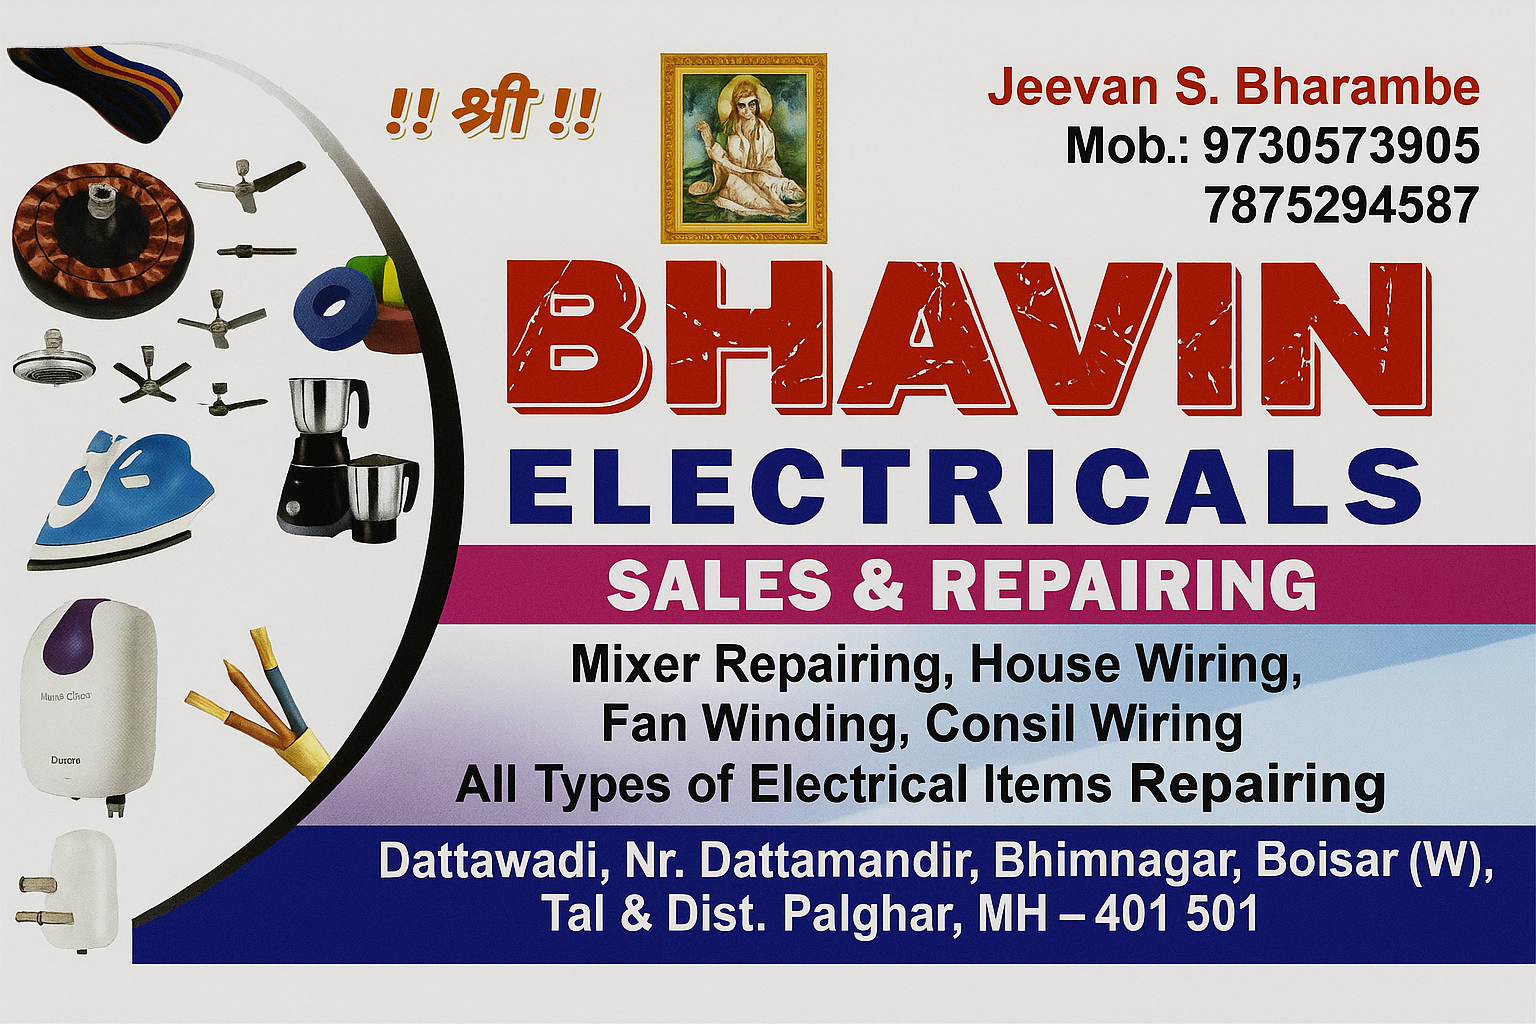 !! श्री !!
Jeevan S. Bharambe
Mob.: 9730573905
7875294587
BHAVIN
ELECTRICALS
SALES & REPAIRING
Mixer Repairing, House Wiring,
Fan Winding, Consil Wiring
All Types of Electrical Items Repairing
Dattawadi, Nr. Dattamandir, Bhimnagar, Boisar (W),
Tal & Dist. Palghar, MH – 401 501